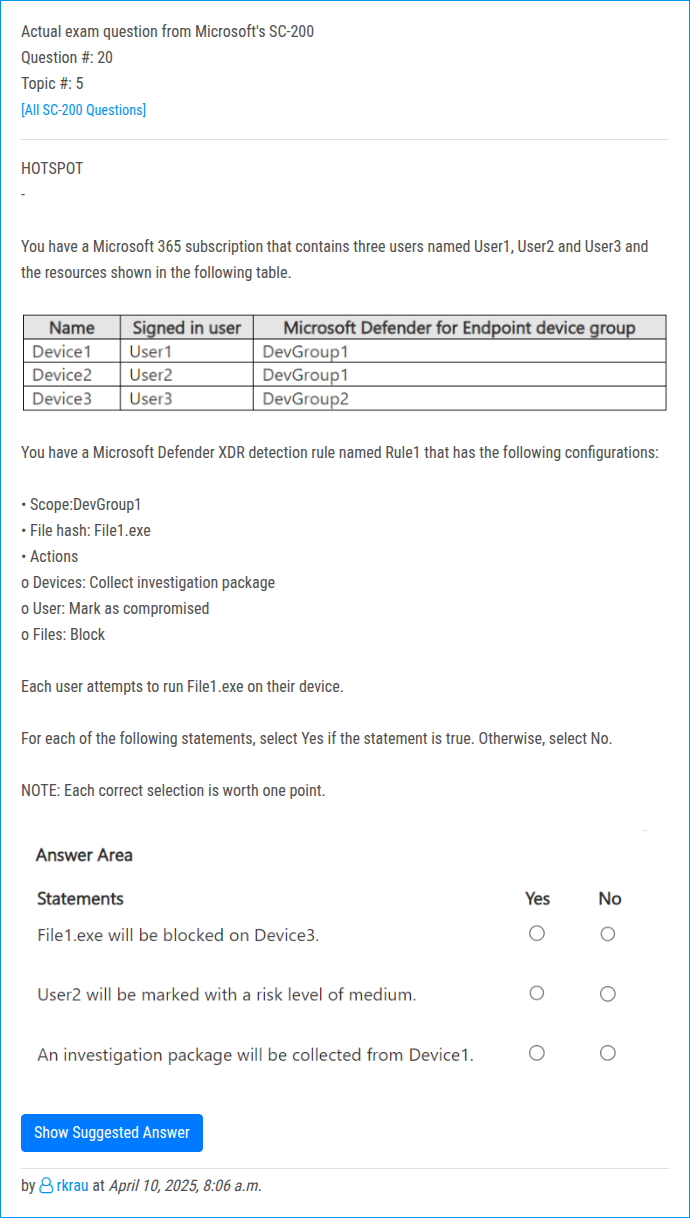 Actual exam question from Microsoft's SC-200
Question #: 20
Topic #: 5
[All SC-200 Questions]
HOTSPOT
-
You have a Microsoft 365 subscription that contains three users named User1, User2 and User3 and
the resources shown in the following table.
Name Signed in user Microsoft Defender for Endpoint device group
Device1 User1 DevGroup1
Device2 User2 DevGroup1
Device3 User3 DevGroup2
You have a Microsoft Defender XDR detection rule named Rule1 that has the following configurations:
• Scope:DevGroup1
• File hash: File1.exe
• Actions
o Devices: Collect investigation package
o User: Mark as compromised
o Files: Block
Each user attempts to run File1.exe on their device.
For each of the following statements, select Yes if the statement is true. Otherwise, select No.
NOTE: Each correct selection is worth one point.
Answer Area
Statements Yes No
File1.exe will be blocked on Device3.
User2 will be marked with a risk level of medium.
An investigation package will be collected from Device1.
Show Suggested Answer
by rkrau at April 10, 2025, 8:06 a.m.